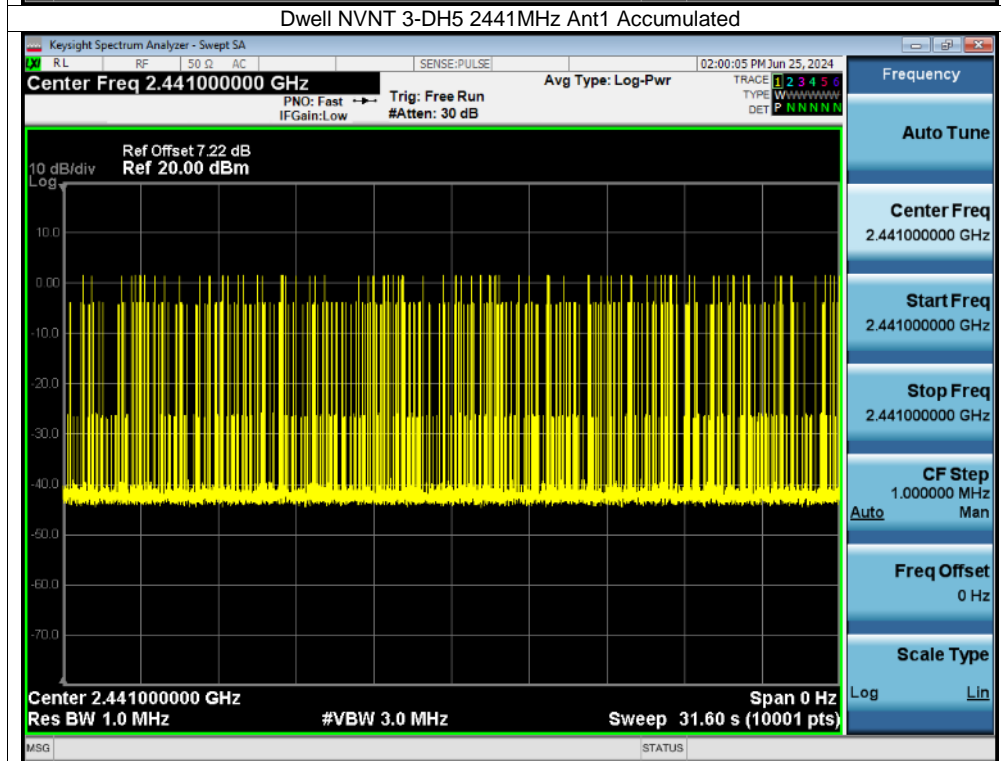 Dwell NVNT 3-DH5 2441MHz Ant1 Accumulated
Keysight Spectrum Analyzer - Swept SA
LXI RL RF 50 Ω AC SENSE:PULSE 02:00:05 PM Jun 25, 2024
Center Freq 2.441000000 GHz Avg Type: Log-Pwr TRACE 1 2 3 4 5 6
PNO: Fast Trig: Free Run TYPE WWWWWW
IFGain:Low #Atten: 30 dB DET P NNNNN
Ref Offset 7.22 dB
10 dB/div Ref 20.00 dBm
Log
10.0
0.00
-10.0
-20.0
-30.0
-40.0
-50.0
-60.0
-70.0
Center 2.441000000 GHz Span 0 Hz
Res BW 1.0 MHz #VBW 3.0 MHz Sweep 31.60 s (10001 pts)
MSG STATUS
Frequency
Auto Tune
Center Freq
2.441000000 GHz
Start Freq
2.441000000 GHz
Stop Freq
2.441000000 GHz
CF Step
1.000000 MHz
Auto Man
Freq Offset
0 Hz
Scale Type
Log Lin